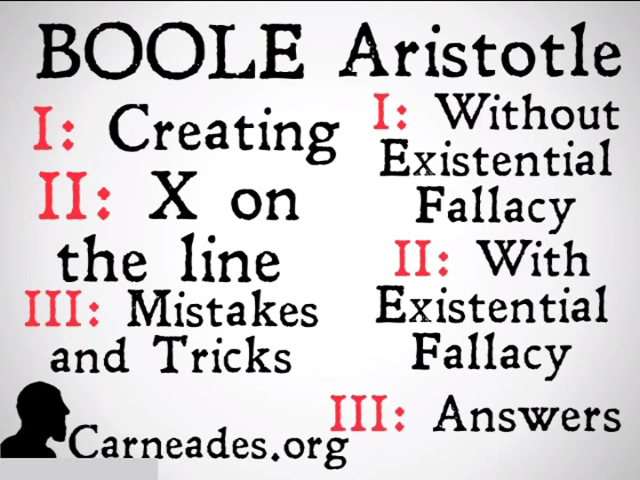 BOOLE
I: Creating
II: X on
the line
III: Mistakes
and Tricks
Aristotle
I: Without
Existential
Fallacy
II: With
Existential
Fallacy
III: Answers
Carneades.org